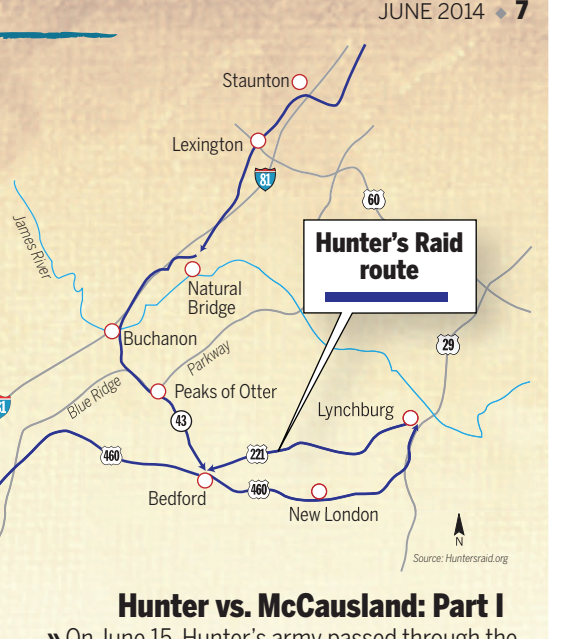 JUNE 2014 ◆ 7
Staunton
Lexington
81
60
James River
Hunter’s Raid
route
Natural
Bridge
Buchanon
29
Parkway
Blue Ridge
Peaks of Otter
43
Lynchburg
221
460
460
Bedford
New London
N
Source: Huntersraid.org
Hunter vs. McCausland: Part I
» On June 15, Hunter’s army passed through the